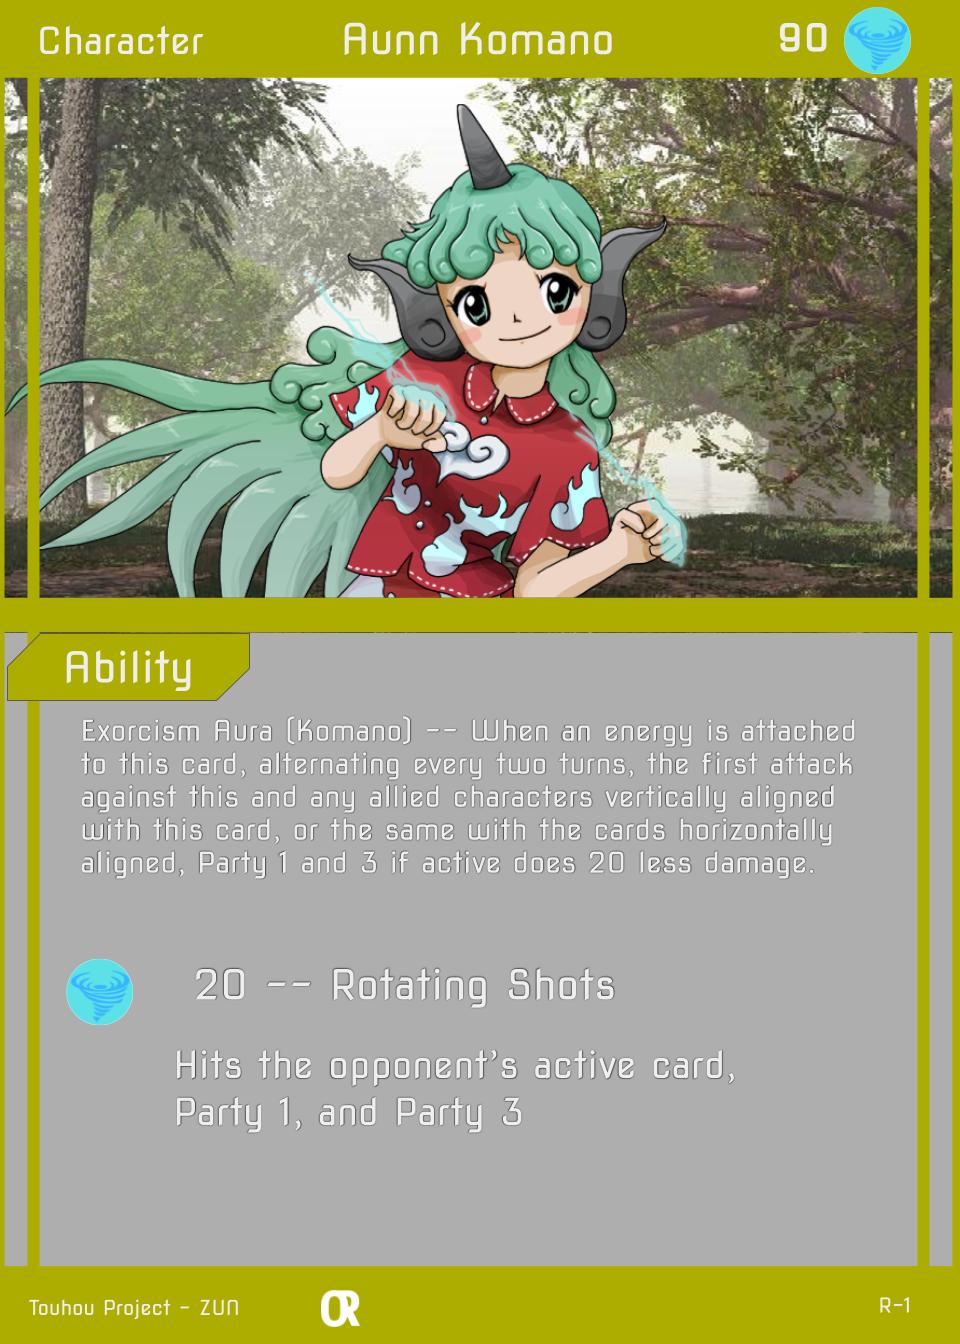 Character Aunn Komano 90
Ability
Exorcism Aura (Komano) -- When an energy is attached
to this card, alternating every two turns, the first attack
against this and any allied characters vertically aligned
with this card, or the same with the cards horizontally
aligned, Party 1 and 3 if active does 20 less damage.
20 -- Rotating Shots
Hits the opponent's active card,
Party 1, and Party 3
Touhou Project - ZUN OR R-1